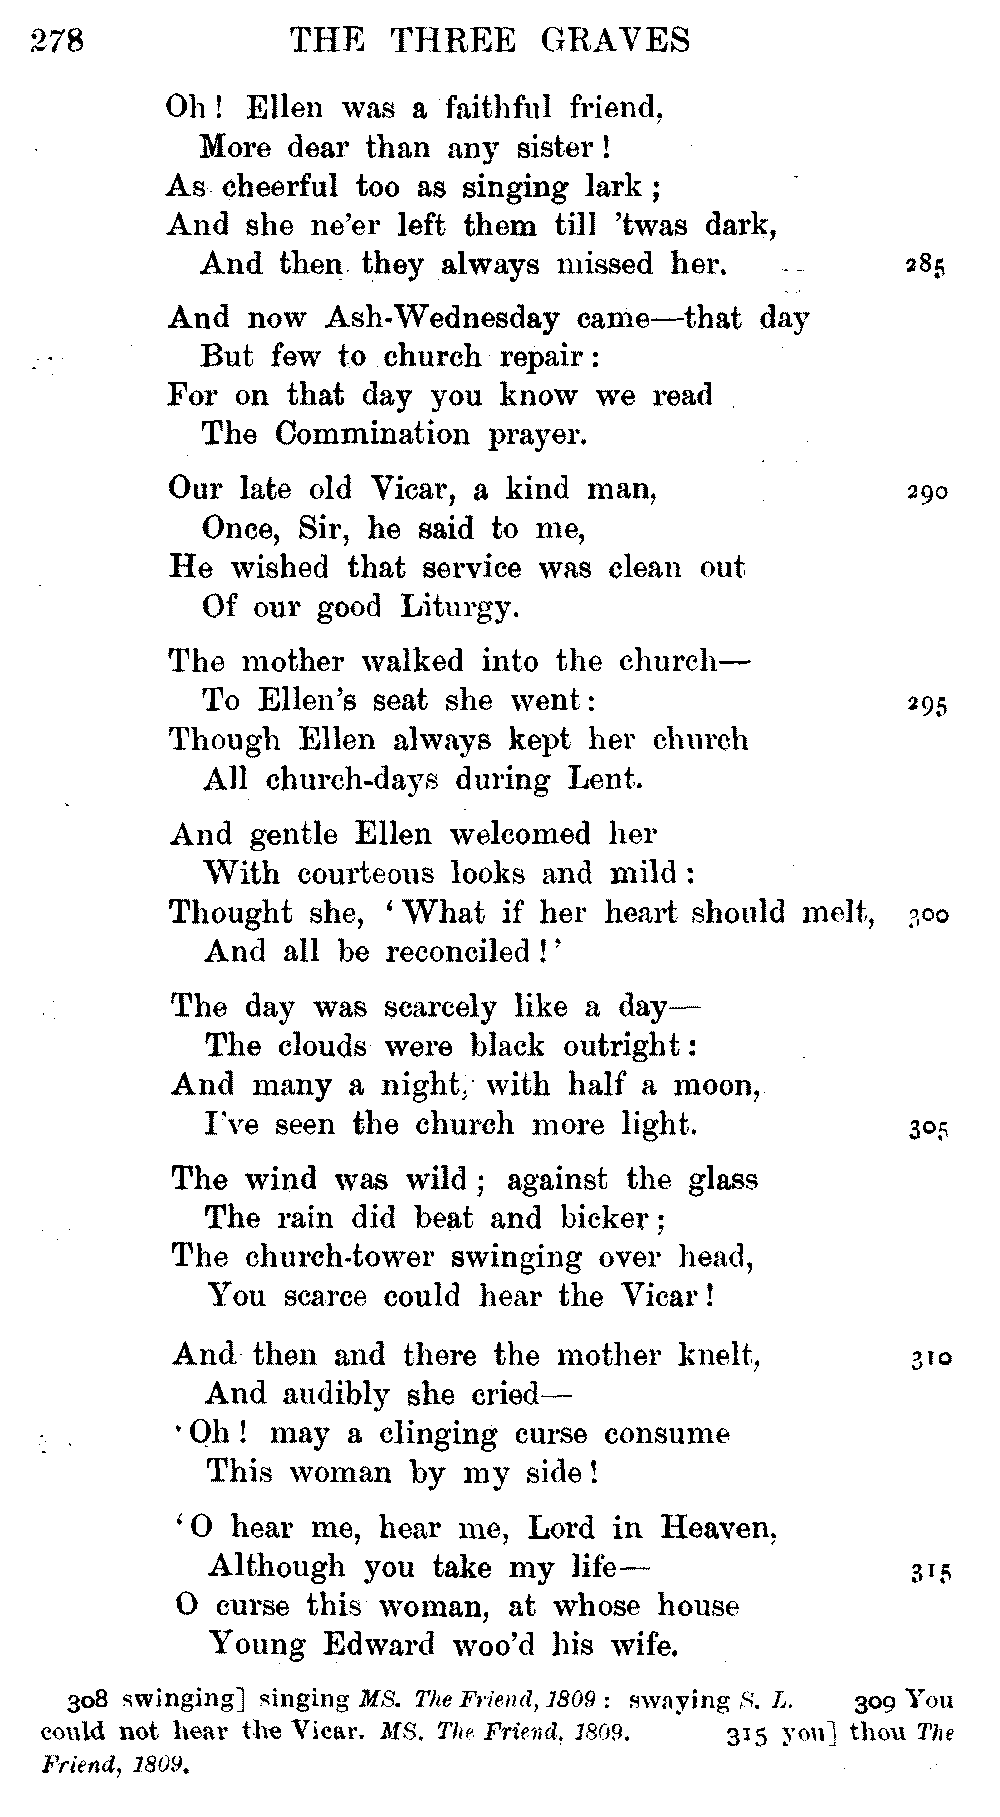 278 THE THREE GRAVES
Oh! Ellen was a faithful friend,
More dear than any sister!
As cheerful too as singing lark;
And she ne'er left them till 'twas dark,
And then they always missed her. 285
And now Ash-Wednesday came—that day
But few to church repair:
For on that day you know we read
The Commination prayer.
Our late old Vicar, a kind man, 290
Once, Sir, he said to me,
He wished that service was clean out
Of our good Liturgy.
The mother walked into the church—
To Ellen's seat she went: 295
Though Ellen always kept her church
All church-days during Lent.
And gentle Ellen welcomed her
With courteous looks and mild:
Thought she, 'What if her heart should melt, 300
And all be reconciled!'
The day was scarcely like a day—
The clouds were black outright:
And many a night, with half a moon,
I've seen the church more light. 305
The wind was wild; against the glass
The rain did beat and bicker;
The church-tower swinging over head,
You scarce could hear the Vicar!
And then and there the mother knelt, 310
And audibly she cried—
'Oh! may a clinging curse consume
This woman by my side!
'O hear me, hear me, Lord in Heaven,
Although you take my life— 315
O curse this woman, at whose house
Young Edward woo'd his wife.
308 swinging] singing MS. The Friend, 1809: swaying S. L. 309 You
could not hear the Vicar. MS. The Friend, 1809. 315 you] thou The
Friend, 1809.